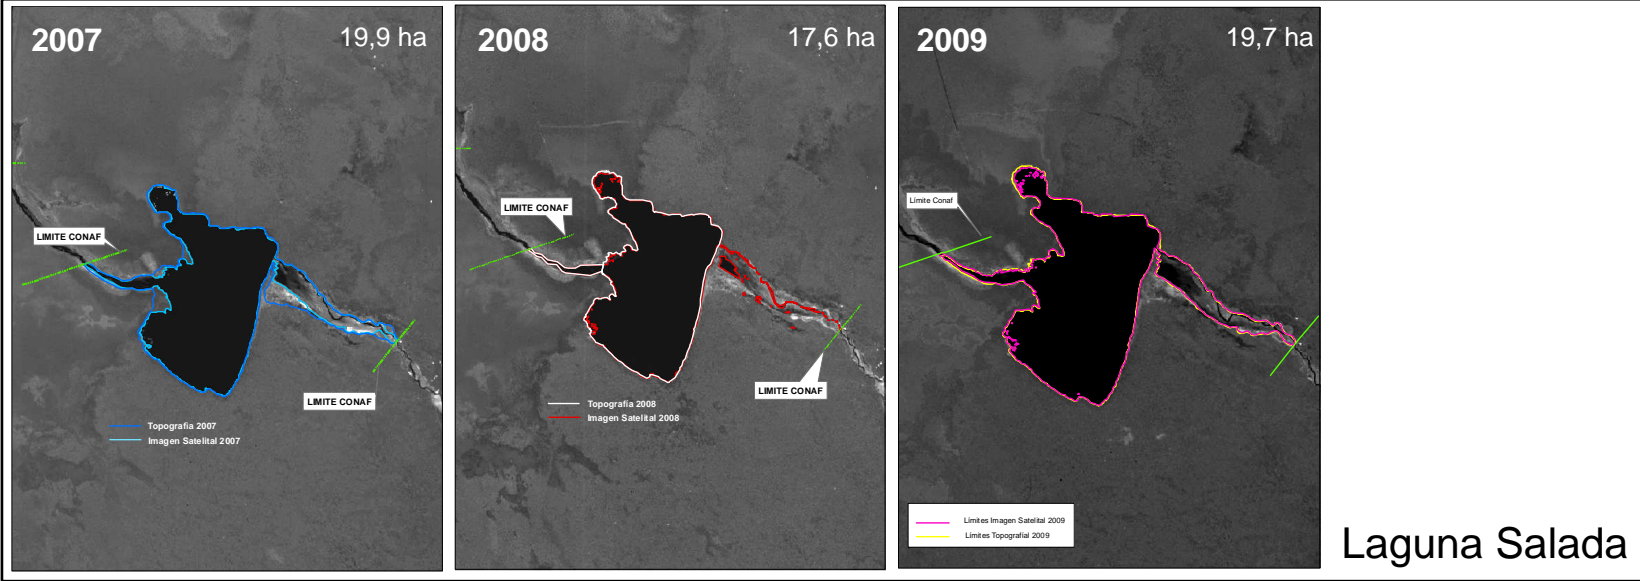 2007
19,9 ha
LIMITE CONAF
LIMITE CONAF
Topografia 2007
Imagen Satelital 2007
2008
17,6 ha
LIMITE CONAF
LIMITE CONAF
Topografia 2008
Imagen Satelital 2008
2009
19,7 ha
Limite Conaf
Limites Imagen Satelital 2009
Limites Topografial 2009
Laguna Salada